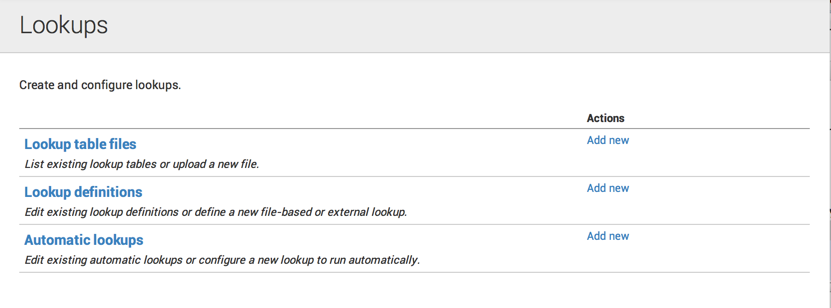 Lookups
Create and configure lookups.
Actions
Lookup table files
Add new
List existing lookup tables or upload a new file.
Lookup definitions
Add new
Edit existing lookup definitions or define a new file-based or external lookup.
Automatic lookups
Add new
Edit existing automatic lookups or configure a new lookup to run automatically.